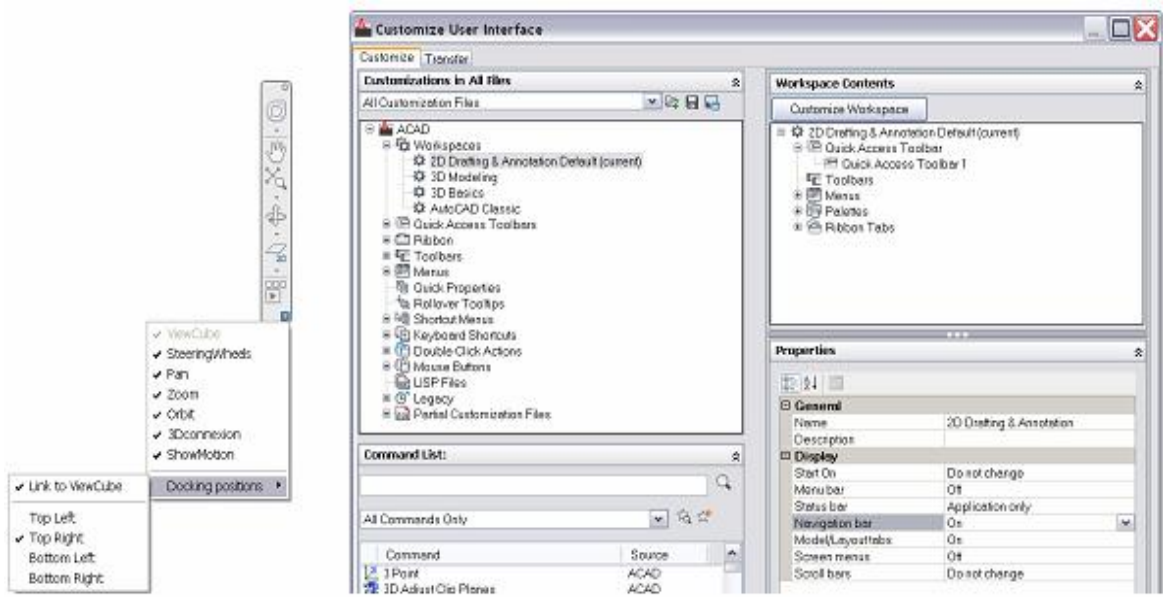 Customize User Interface
Customize Transfer
Customizations in All Files
All Customization Files
ACAD
Workspaces
2D Drafting & Annotation Default (current)
3D Modeling
3D Basics
AutoCAD Classic
Quick Access Toolbars
Ribbon
Toolbars
Menus
Quick Properties
Rollover Tooltips
Shortcut Menus
Keyboard Shortcuts
Double Click Actions
Mouse Buttons
LISP Files
Legacy
Partial Customization Files
Command List:
All Commands Only
Command Source
3 Point ACAD
3D Adjust Clip Planes ACAD
Workspace Contents
Customize Workspace
2D Drafting & Annotation Default (current)
Quick Access Toolbar
Quick Access Toolbar 1
Toolbars
Menus
Palettes
Ribbon Tabs
Properties
General
Name 2D Drafting & Annotation
Description
Display
Start On Do not change
Menu bar Off
Status bar Application only
Navigation bar On
Model/Layout tabs On
Screen menus Off
Scroll bars Do not change
ViewCube
SteeringWheels
Pan
Zoom
Orbit
3Dconnexion
ShowMotion
Docking positions
Link to ViewCube
Top Left
Top Right
Bottom Left
Bottom Right